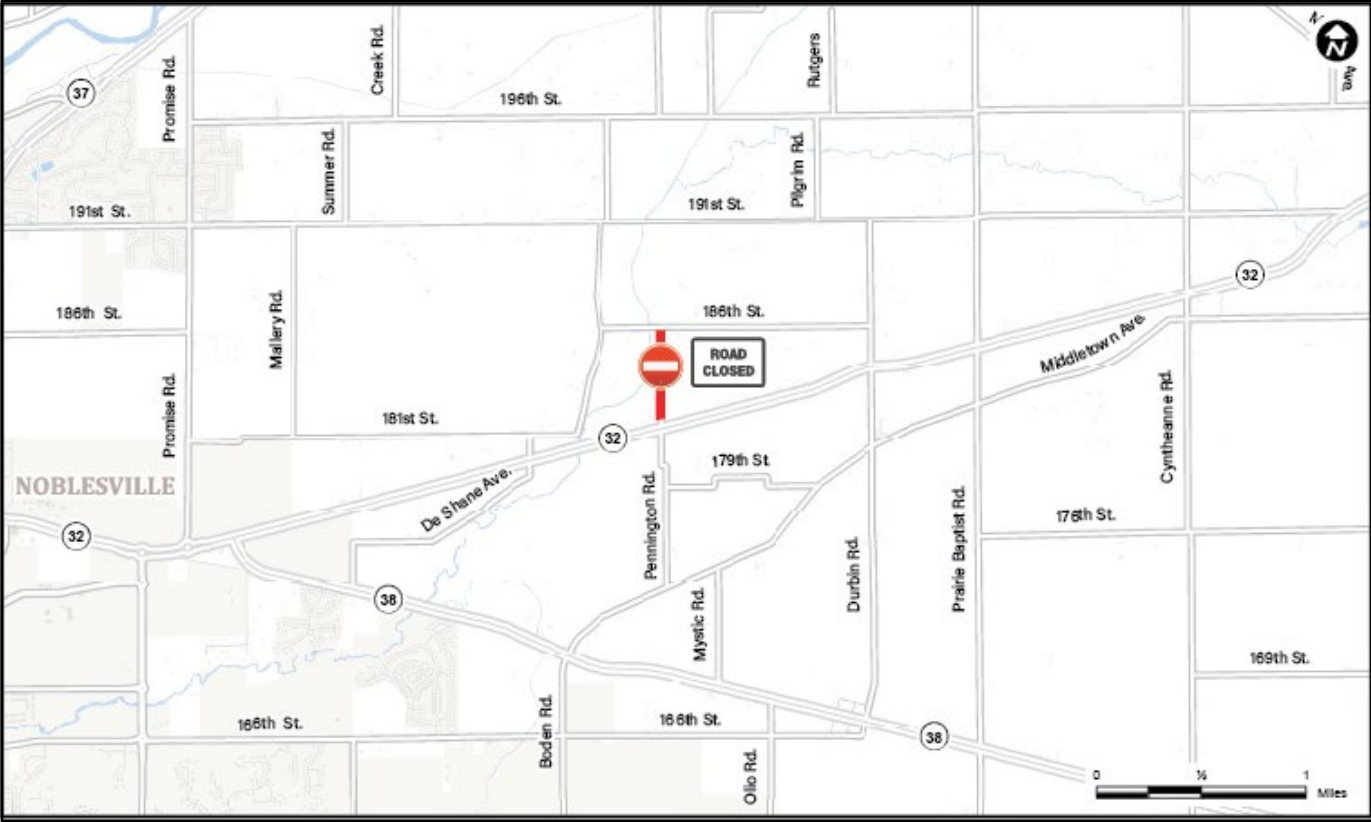 N
N
Ave.
37
Promise Rd.
Creek Rd.
Rutgers
196th St.
Summer Rd.
Pilgrim Rd.
191st St.
191st St.
32
186th St.
Mallery Rd.
186th St.
Middletown Ave.
ROAD
CLOSED
Promise Rd.
181st St.
32
179th St
Cyntheanne Rd.
NOBLESVILLE
De Shane Ave.
Pennington Rd.
32
176th St.
Durbin Rd.
Prairie Baptist Rd.
38
Mystic Rd.
169th St.
166th St.
Boden Rd.
166th St.
38
Olio Rd.
0
½
1
Miles